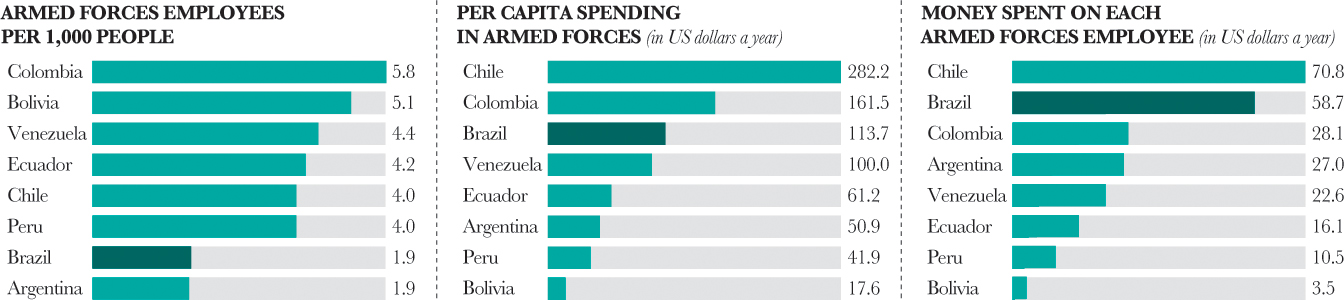 ARMED FORCES EMPLOYEES
PER 1,000 PEOPLE
Colombia 5.8
Bolivia 5.1
Venezuela 4.4
Ecuador 4.2
Chile 4.0
Peru 4.0
Brazil 1.9
Argentina 1.9
PER CAPITA SPENDING
IN ARMED FORCES (in US dollars a year)
Chile 282.2
Colombia 161.5
Brazil 113.7
Venezuela 100.0
Ecuador 61.2
Argentina 50.9
Peru 41.9
Bolivia 17.6
MONEY SPENT ON EACH
ARMED FORCES EMPLOYEE (in US dollars a year)
Chile 70.8
Brazil 58.7
Colombia 28.1
Argentina 27.0
Venezuela 22.6
Ecuador 16.1
Peru 10.5
Bolivia 3.5